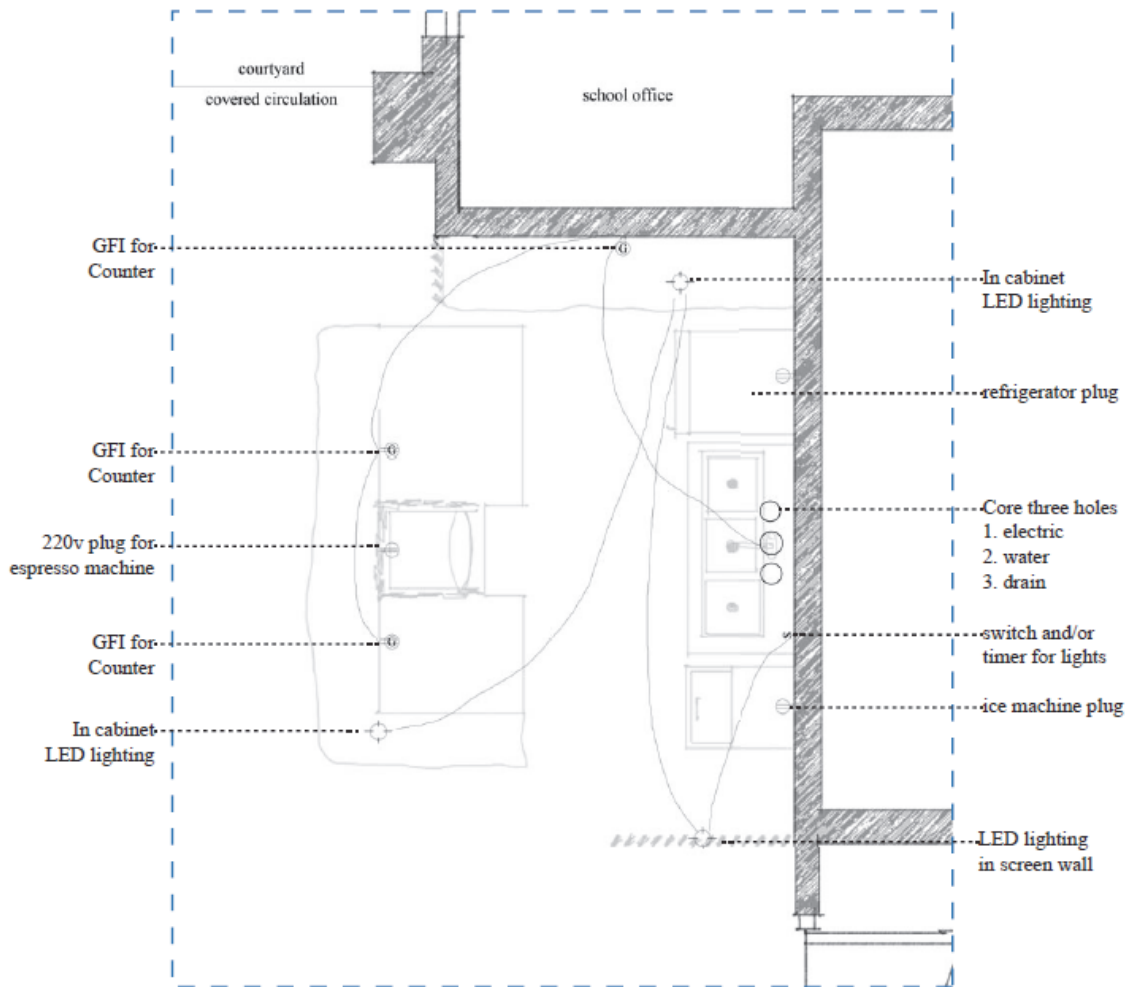 courtyard
covered circulation
school office
GFI for
Counter
In cabinet
LED lighting
refrigerator plug
GFI for
Counter
Core three holes
1. electric
2. water
3. drain
220v plug for
espresso machine
GFI for
Counter
switch and/or
timer for lights
ice machine plug
In cabinet
LED lighting
LED lighting
in screen wall
G
G
G
S